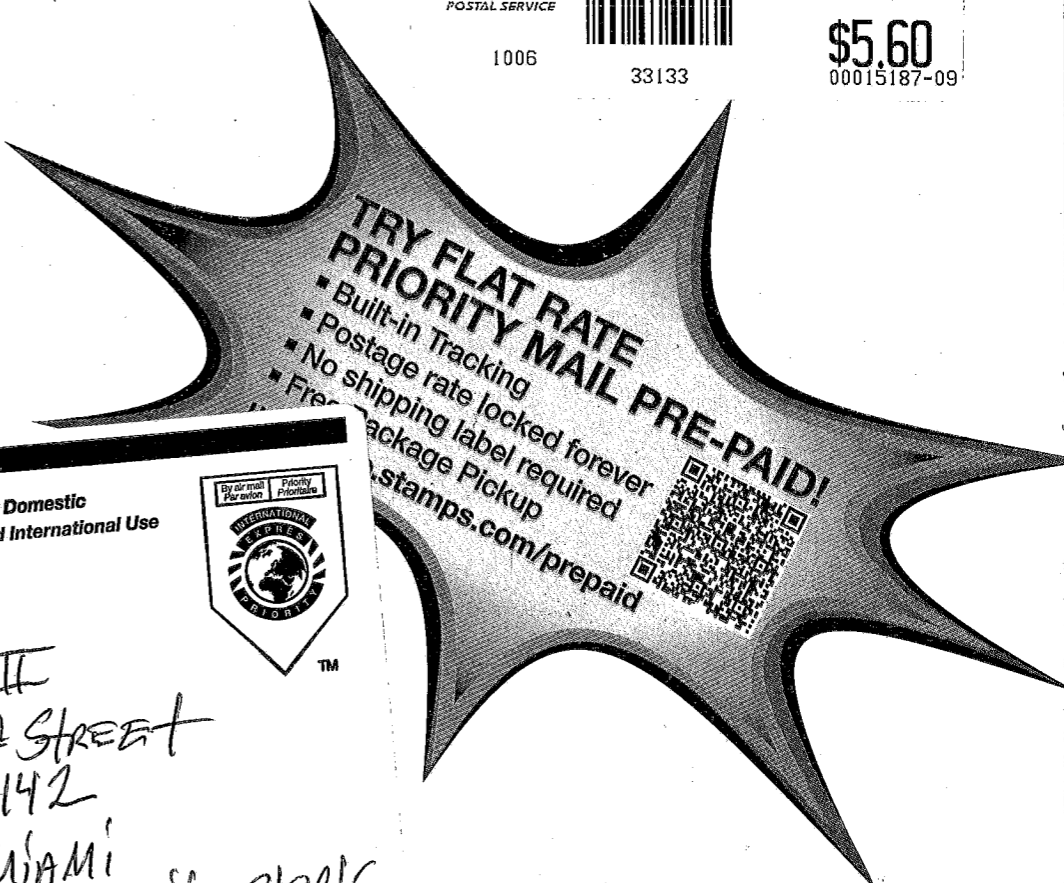 POSTAL SERVICE
1006
33133
$5.60
00015187-09
TRY FLAT RATE
PRIORITY MAIL PRE-PAID!
▪ Built-in Tracking
▪ Postage rate locked forever
▪ No shipping label required
▪ Free Package Pickup
.stamps.com/prepaid
Domestic
International Use
By air mail
Par avion
Priority
Prioritaire
INTERNATIONAL
EXPRES
PRIORITY
TM
II
STREET
142
MIAMI